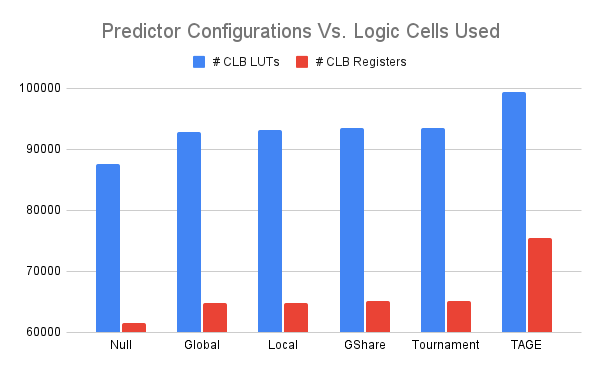 Predictor Configurations Vs. Logic Cells Used
# CLB LUTs # CLB Registers
100000
90000
80000
70000
60000
Null Global Local GShare Tournament TAGE